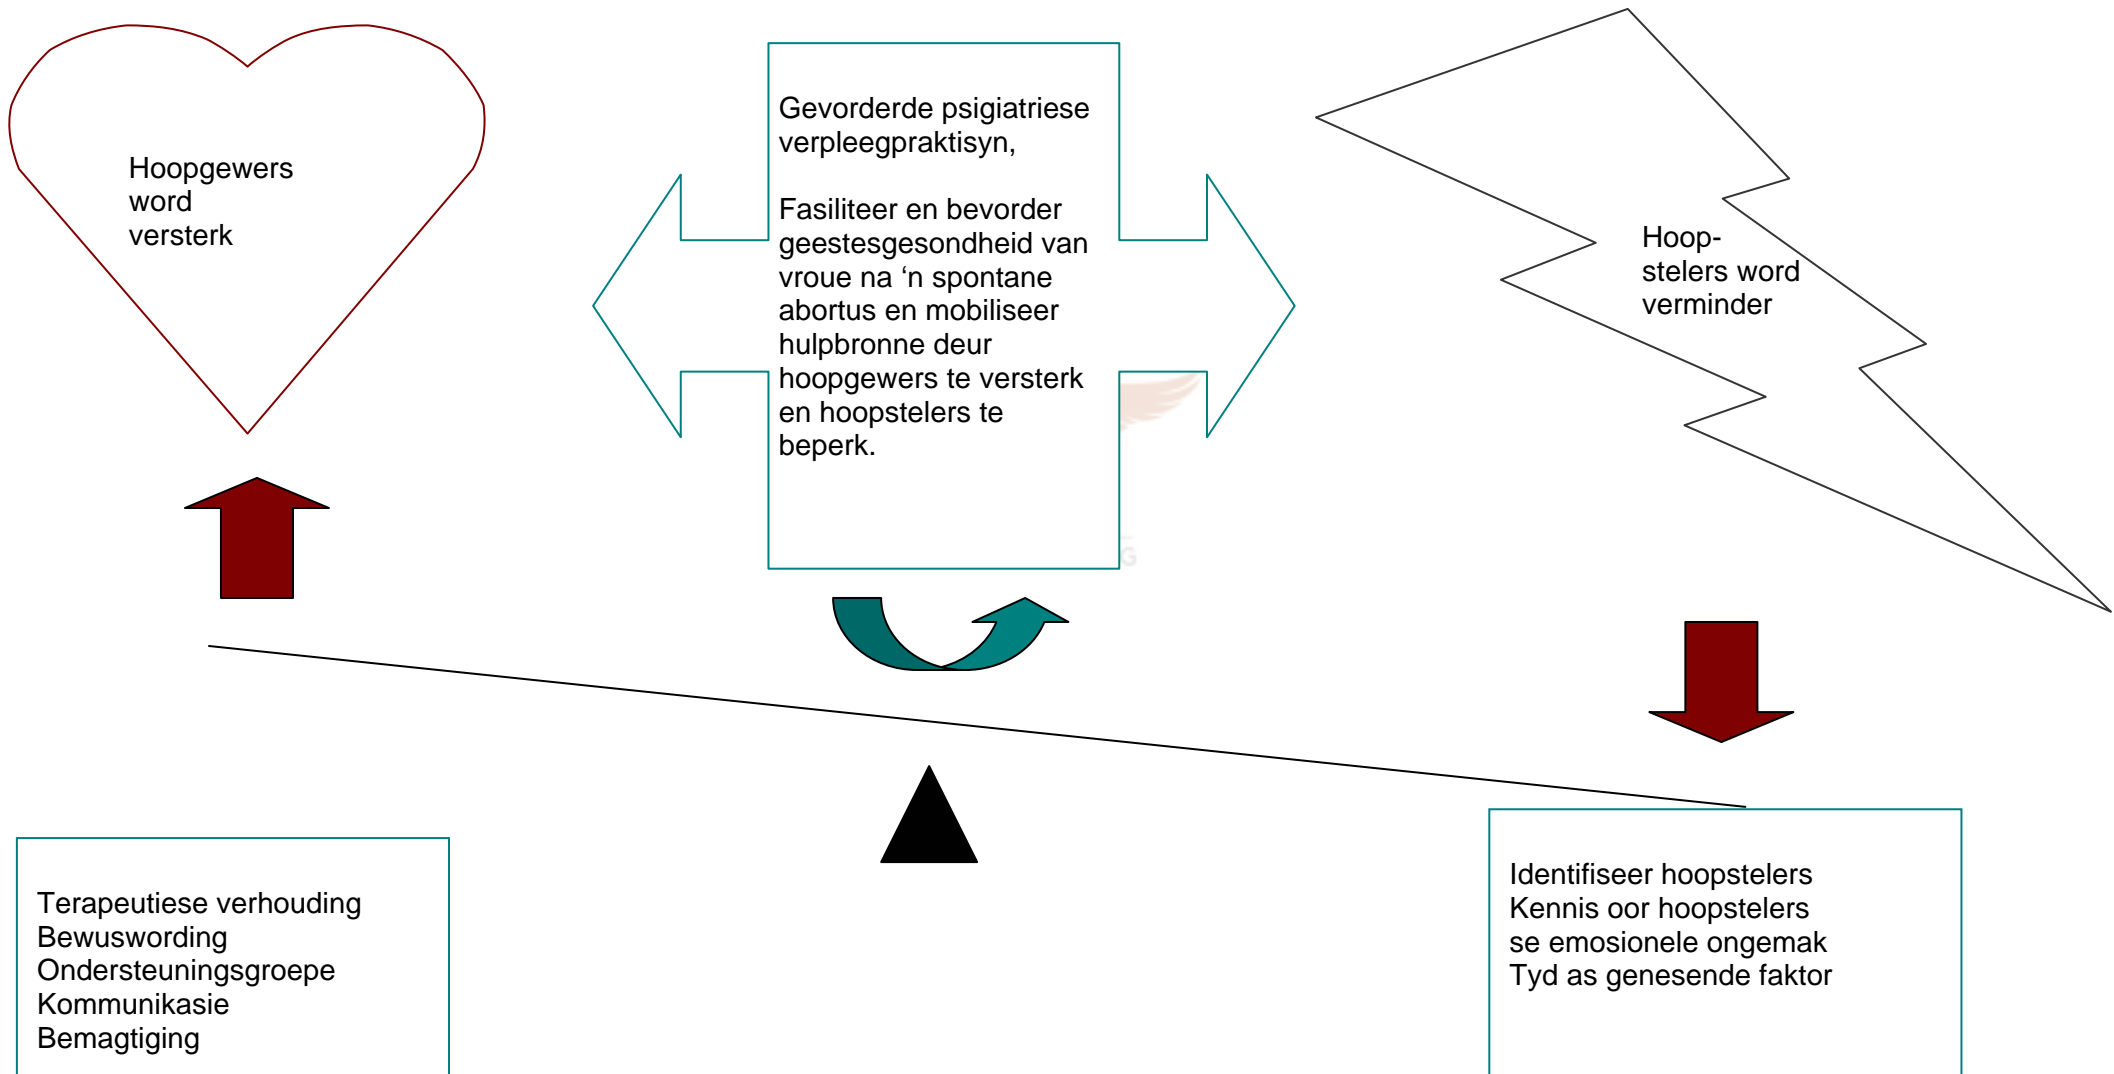 Hoopgewers
word
versterk
Gevorderde psigiatriese
verpleegpraktisyn,
Fasiliteer en bevorder
geestesgesondheid van
vroue na ‘n spontane
abortus en mobiliseer
hulpbronne deur
hoopgewers te versterk
en hoopstelers te
beperk.
Hoop-
stelers word
verminder
G
Terapeutiese verhouding
Bewuswording
Ondersteuningsgroepe
Kommunikasie
Bemagtiging
Identifiseer hoopstelers
Kennis oor hoopstelers
se emosionele ongemak
Tyd as genesende faktor